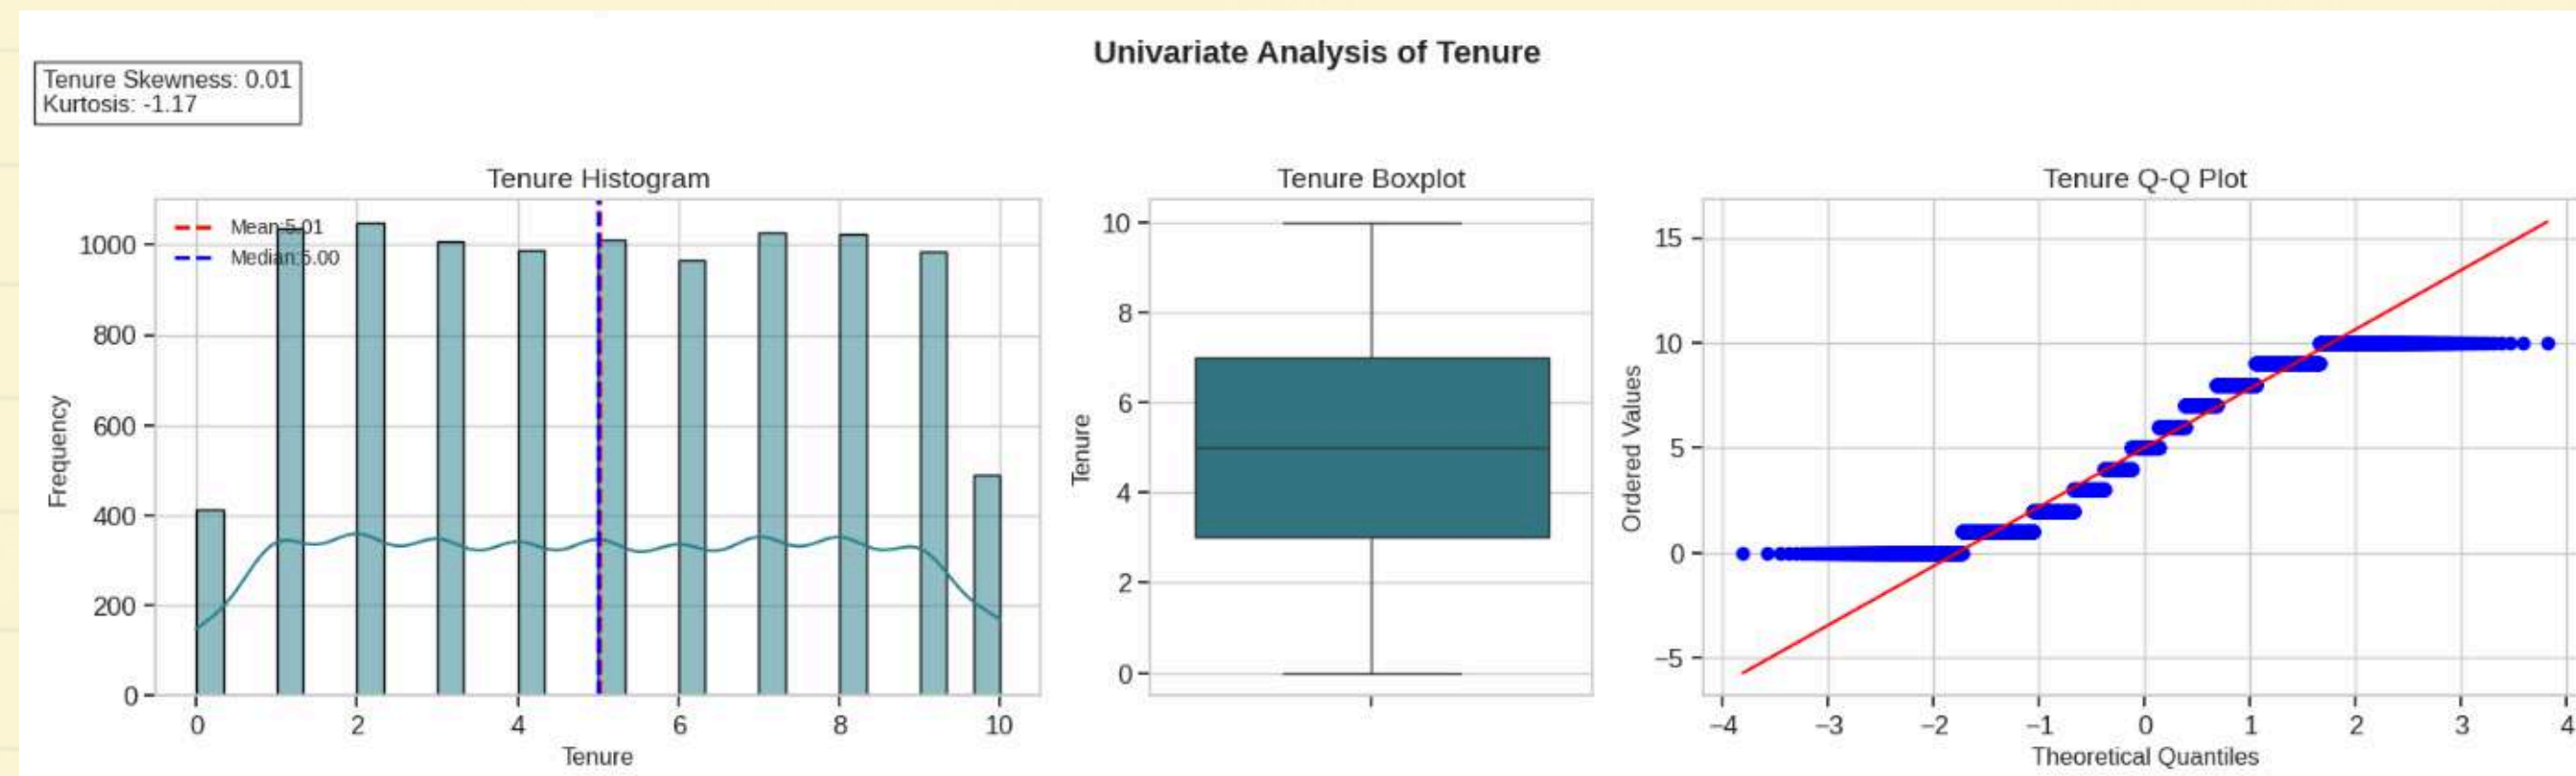 Univariate Analysis of Tenure
Tenure Skewness: 0.01
Kurtosis: -1.17
Tenure Histogram
Mean:5.01
Median:5.00
1000
800
600
400
200
0
Frequency
0 2 4 6 8 10
Tenure
Tenure Boxplot
10
8
6
4
2
0
Tenure
Tenure Q-Q Plot
15
10
5
0
−5
Ordered Values
−4 −3 −2 −1 0 1 2 3 4
Theoretical Quantiles